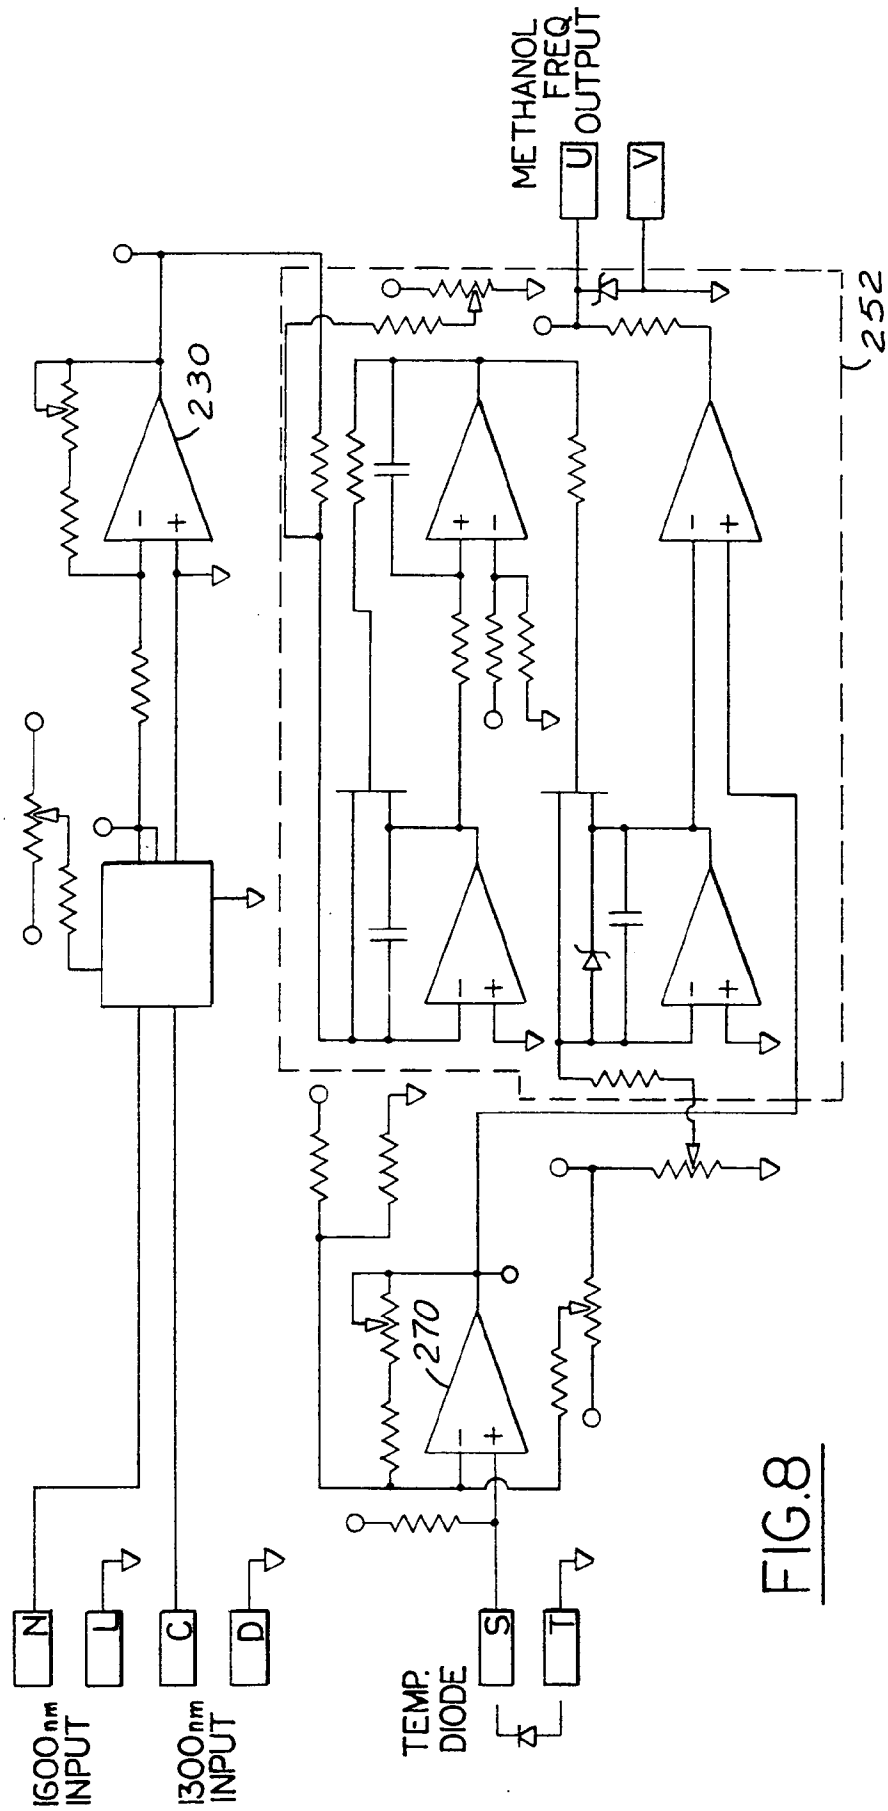 1600nm
INPUT
N
L
1300nm
INPUT
C
D
TEMP.
DIODE
S
T
-
+
230
-
+
270
-
+
+
-
-
+
-
+
252
METHANOL
FREQ
OUTPUT
U
V
FIG.8